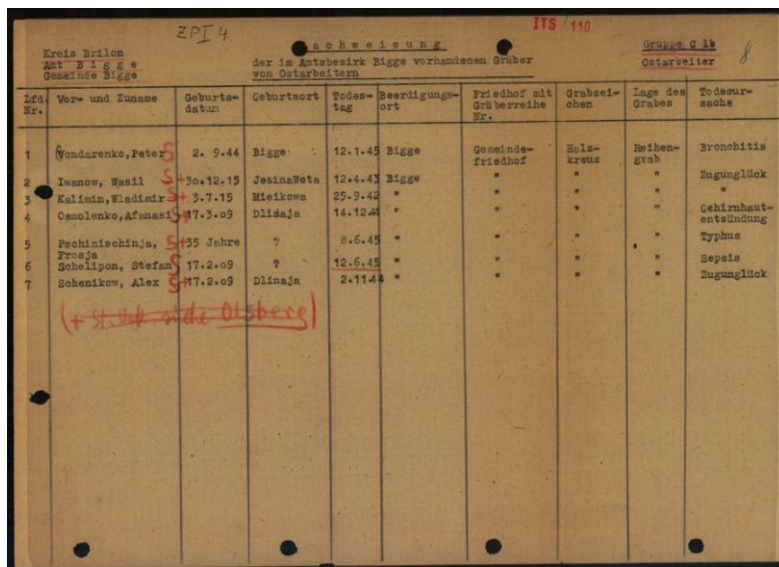 ZPI 4
ITS 110
Kreis Brilon
Amt Bigge
Gemeinde Bigge
Nachweisung
der im Amtsbezirk Bigge vorhandenen Gräber
von Ostarbeitern
Gruppe C 1b
Ostarbeiter
8
Lfd. Nr. Vor- und Zuname Geburts-datum Geburtsort Todes-tag Beerdigungs-ort Friedhof mit Gräberreihe Nr. Grabzei-chen Lage des Grabes Todesur-sache
1 Wondarenko,Peter S 2. 9.44 Bigge 12.1.45 Bigge Gemeinde-friedhof Holz-kreuz Reihen-grab Bronchitis
2 Iwanow, Wasil S + 30.12.15 JesinaWeta 12.4.43 Bigge " " " Zugunglück
3 Kalimin,Wladimir S + 3.7.15 Mieikowa 25.9.42 " " " " "
4 Osmolenko,Afanasi S + 17.3.09 Dlidaja 14.12.41 " " " " Gehirnhaut-entzündung
5 Pschinischinja, Frosja S + 35 Jahre ? 8.6.45 " " " " Typhus
6 Schelipon, Stefan S 17.2.09 ? 12.6.45 " " " " Sepsis
7 Schenikow, Alex S + 17.2.09 Dlinaja 2.11.44 " " " " Zugunglück
(+ siehe Olsberg)